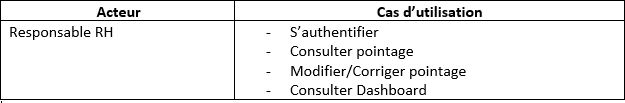 Acteur Cas d’utilisation
Responsable RH - S’authentifier
- Consulter pointage
- Modifier/Corriger pointage
- Consulter Dashboard